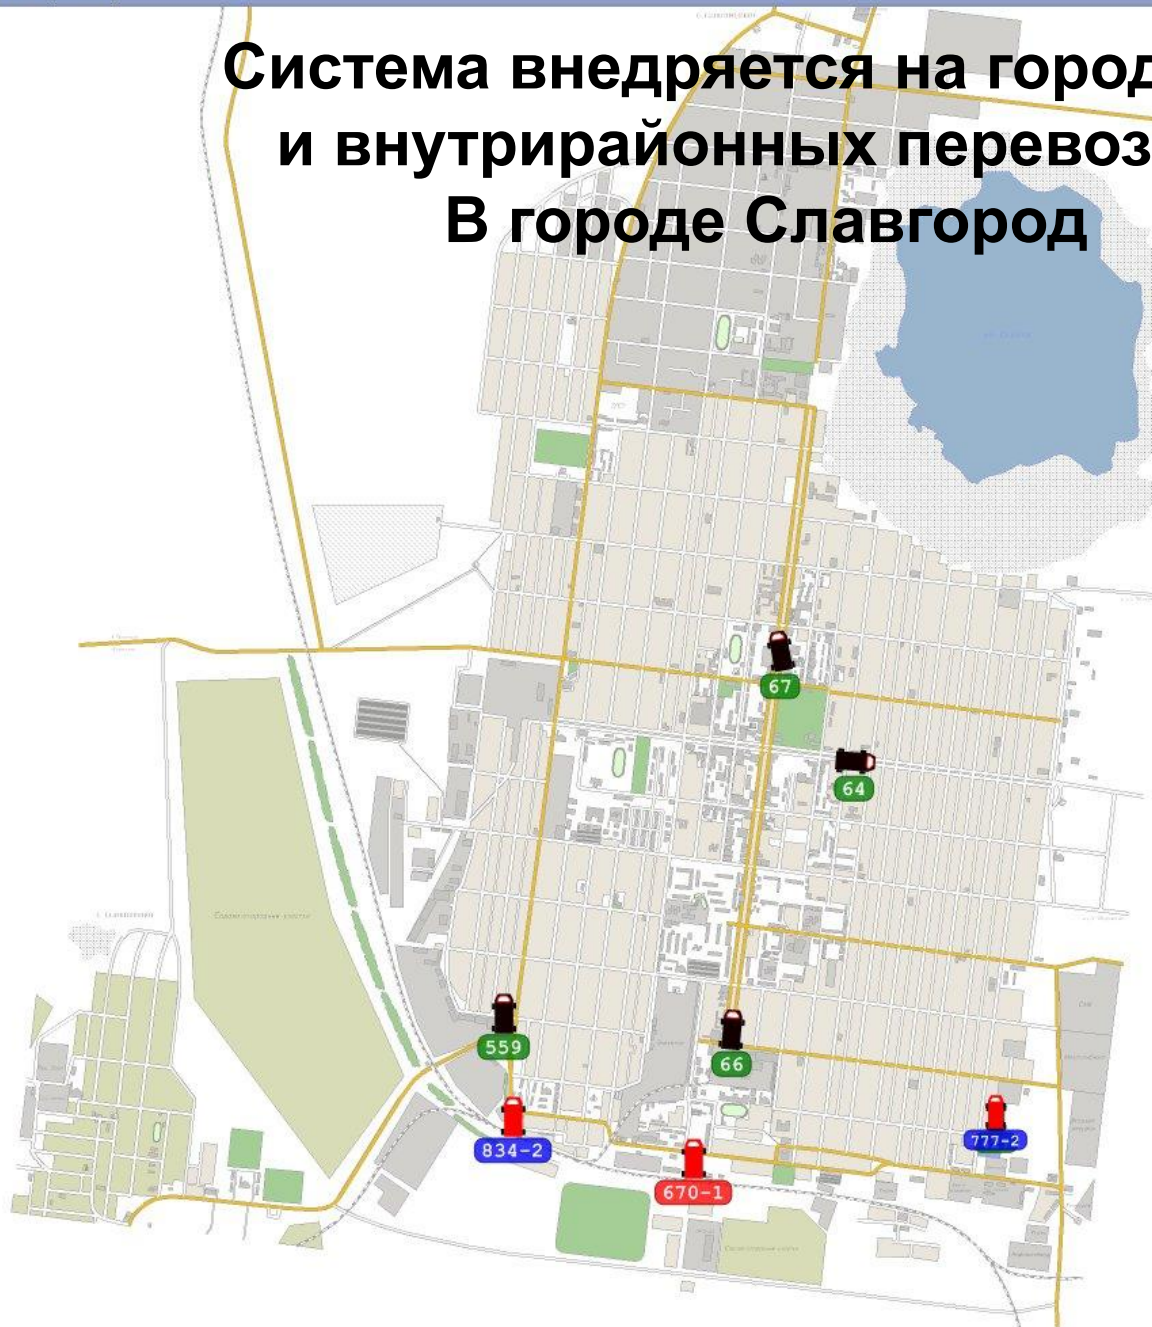 Система внедряется на город
и внутрирайонных перевоз
В городе Славгород
67
64
559
66
834-2
777-2
670-1